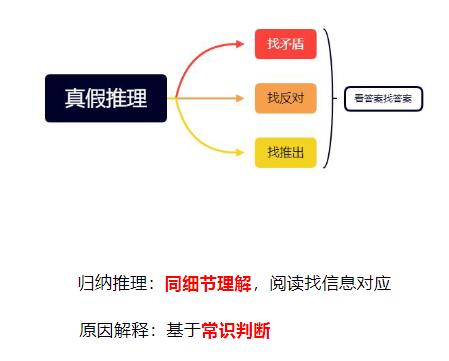 真假推理
找矛盾
找反对
找推出
看答案找答案
归纳推理：同细节理解，阅读找信息对应
原因解释：基于常识判断